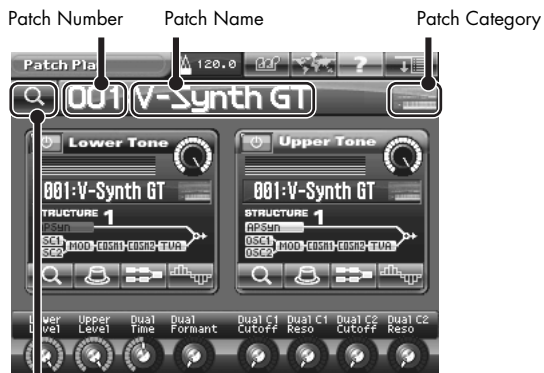 Patch Number Patch Name Patch Category
Patch Pla 120.0 ?
001 V-Synth GT
Lower Tone Upper Tone
001:V-Synth GT 001:V-Synth GT
STRUCTURE 1 STRUCTURE 1
APSyn APSyn
OSC1 OSC1
MOD COSM1 COSM2 TVA MOD COSM1 COSM2 TVA
OSC2 OSC2
Lower Upper Dual Dual Dual C1 Dual C1 Dual C2 Dual C2
Level Level Time Formant Cutoff Reso Cutoff Reso